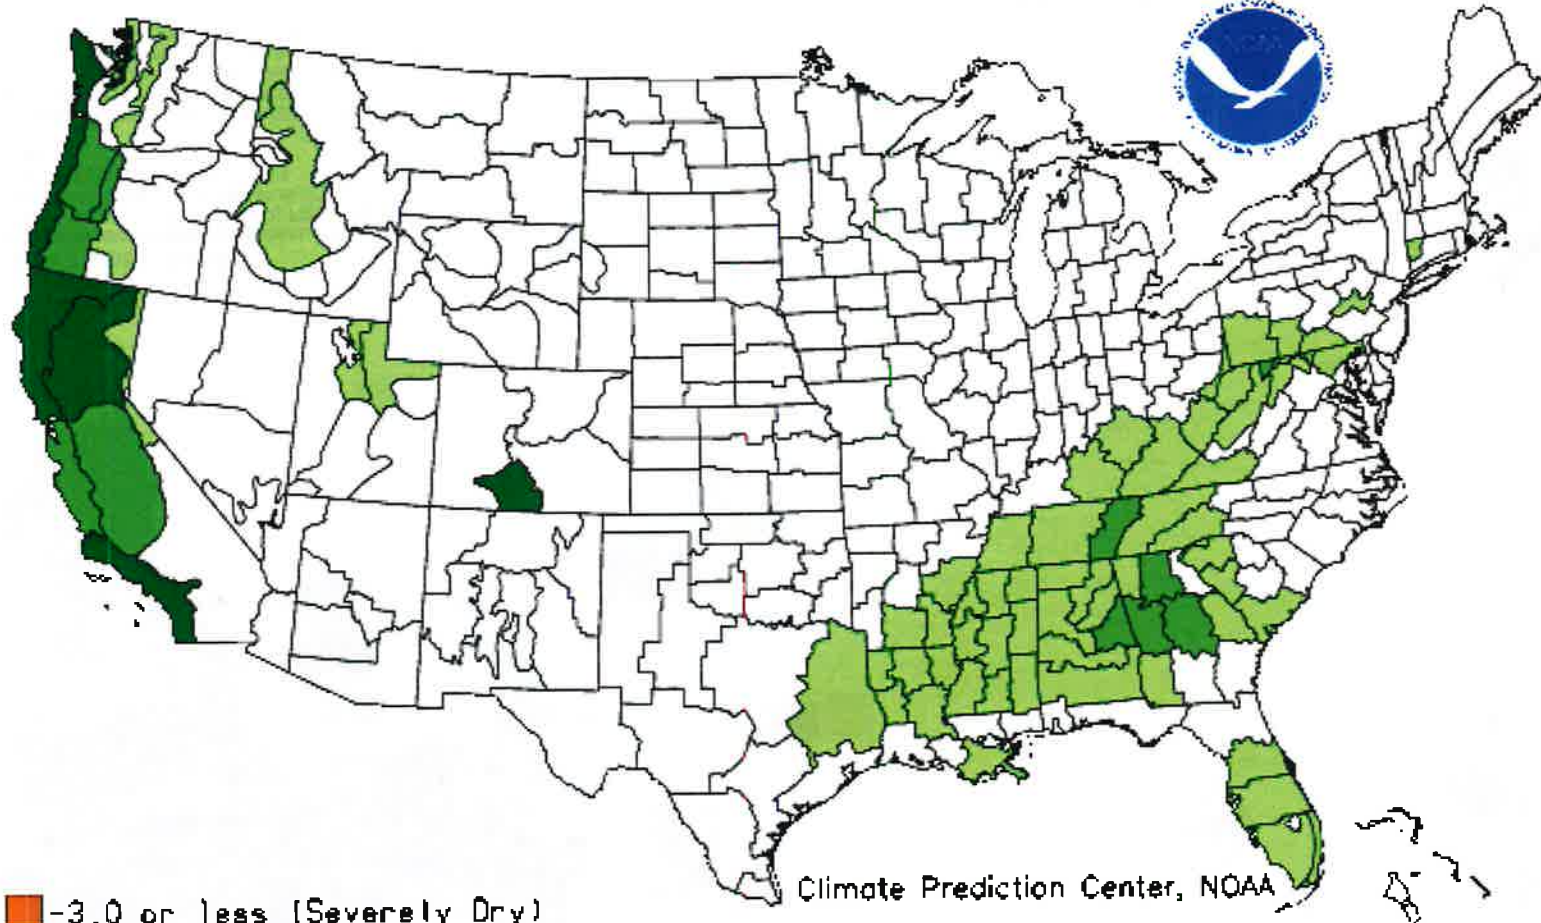 Climate Prediction Center, NOAA
-3.0 or less (Severely Dry)